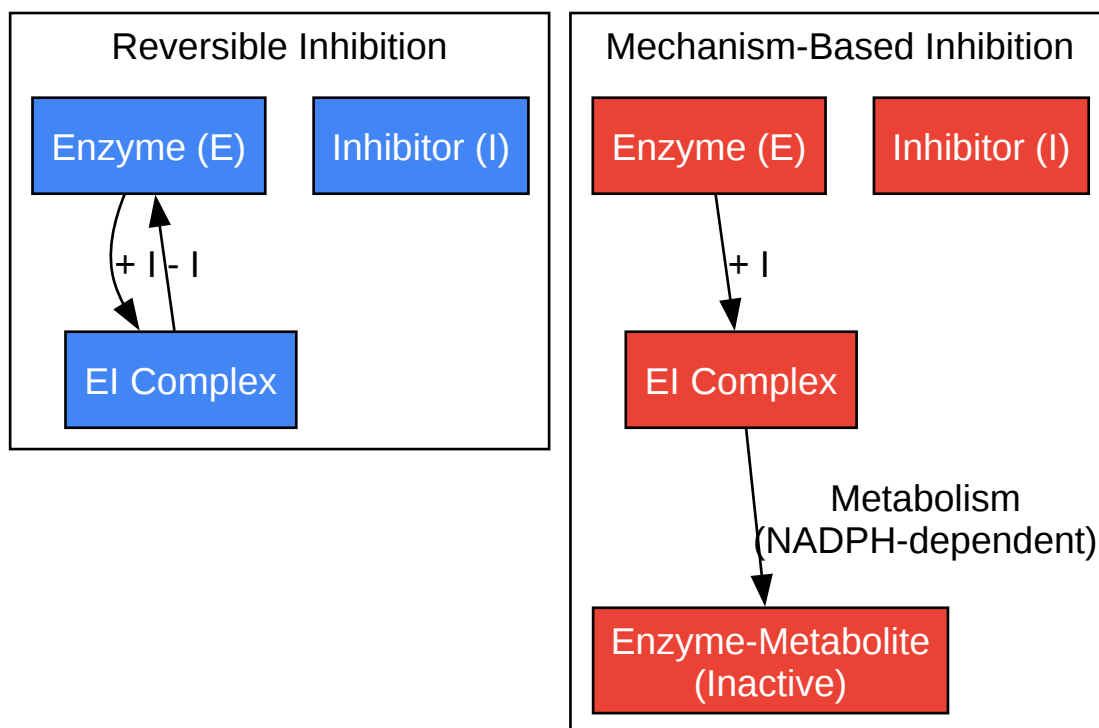 Reversible Inhibition
Enzyme (E)
Inhibitor (I)
+ I
- I
EI Complex
Mechanism-Based Inhibition
Enzyme (E)
Inhibitor (I)
+ I
EI Complex
Metabolism
(NADPH-dependent)
Enzyme-Metabolite
(Inactive)